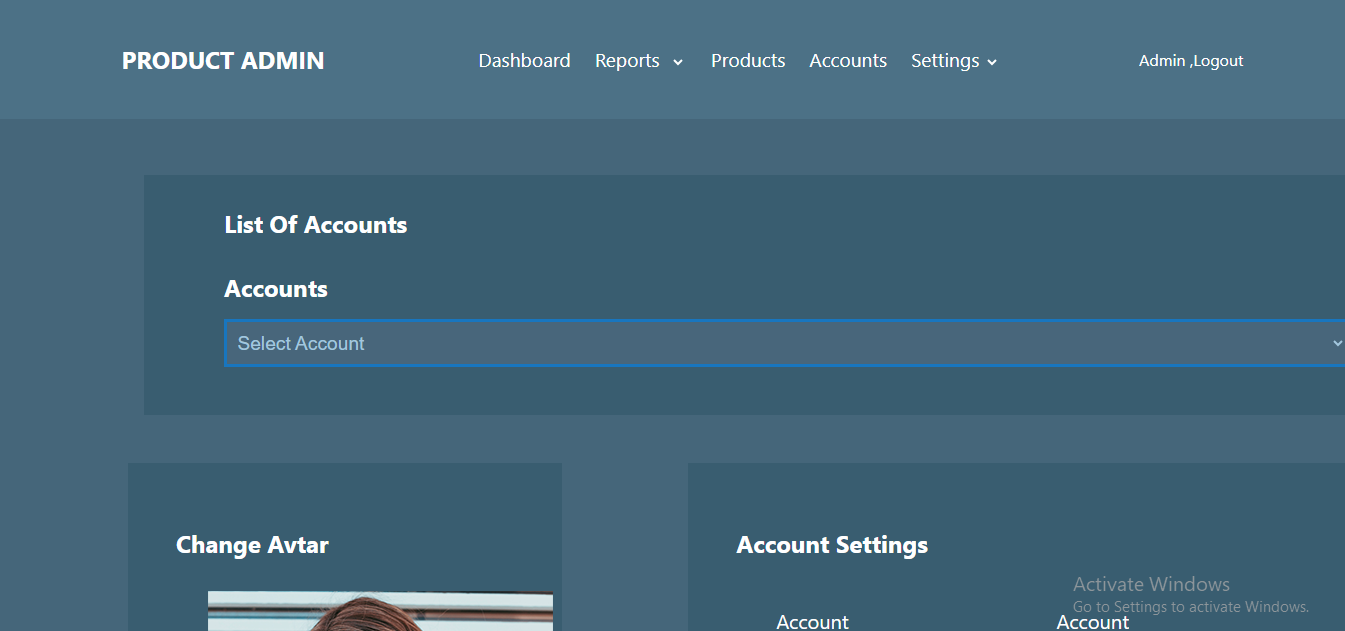 PRODUCT ADMIN Dashboard Reports Products Accounts Settings Admin ,Logout
List Of Accounts
Accounts
Select Account
Change Avtar Account Settings
Activate Windows
Go to Settings to activate Windows.
Account Account